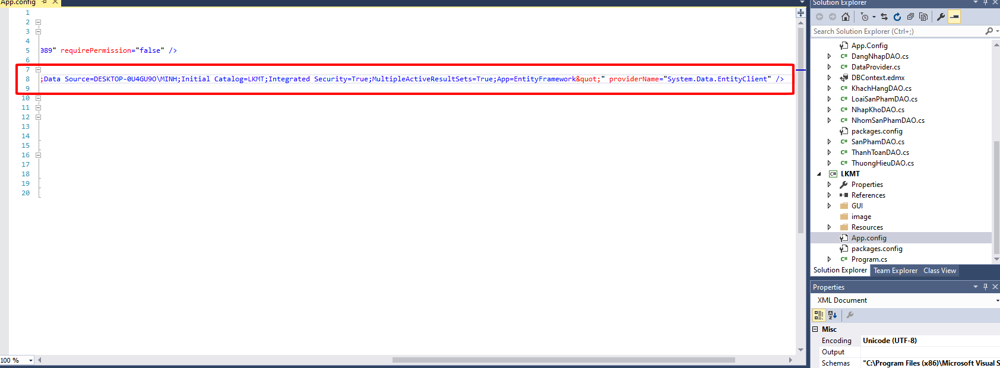 App.config
1
2
3
4
5 089" requirePermission="false" />
6
7
8 ;Data Source=DESKTOP-0U4GU9O\MINH;Initial Catalog=LKMT;Integrated Security=True;MultipleActiveResultSets=True;App=EntityFramework&quot;" providerName="System.Data.EntityClient" />
9
10
11
12
13
14
15
16
17
18
19
20
100 %
Solution Explorer
Search Solution Explorer (Ctrl+;)
App.Config
C# DangNhapDAO.cs
C# DataProvider.cs
DBContext.edmx
C# KhachHangDAO.cs
C# LoaiSanPhamDAO.cs
C# NhapKhoDAO.cs
C# NhomSanPhamDAO.cs
packages.config
C# SanPhamDAO.cs
C# ThanhToanDAO.cs
C# ThuongHieuDAO.cs
C# LKMT
Properties
References
GUI
image
Resources
App.config
packages.config
C# Program.cs
Solution Explorer Team Explorer Class View
Properties
XML Document
Misc
Encoding Unicode (UTF-8)
Output
Schemas "C:\Program Files (x86)\Microsoft Visual S